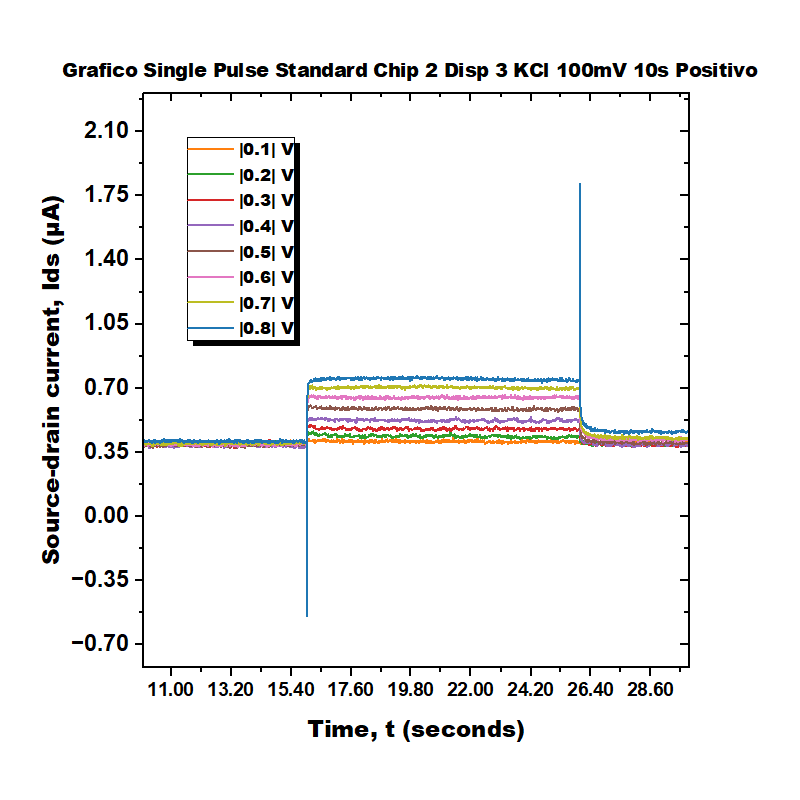 Grafico Single Pulse Standard Chip 2 Disp 3 KCl 100mV 10s Positivo
2.10
1.75
1.40
1.05
0.70
0.35
0.00
−0.35
−0.70
Source-drain current, Ids (µA)
|0.1| V
|0.2| V
|0.3| V
|0.4| V
|0.5| V
|0.6| V
|0.7| V
|0.8| V
11.00 13.20 15.40 17.60 19.80 22.00 24.20 26.40 28.60
Time, t (seconds)